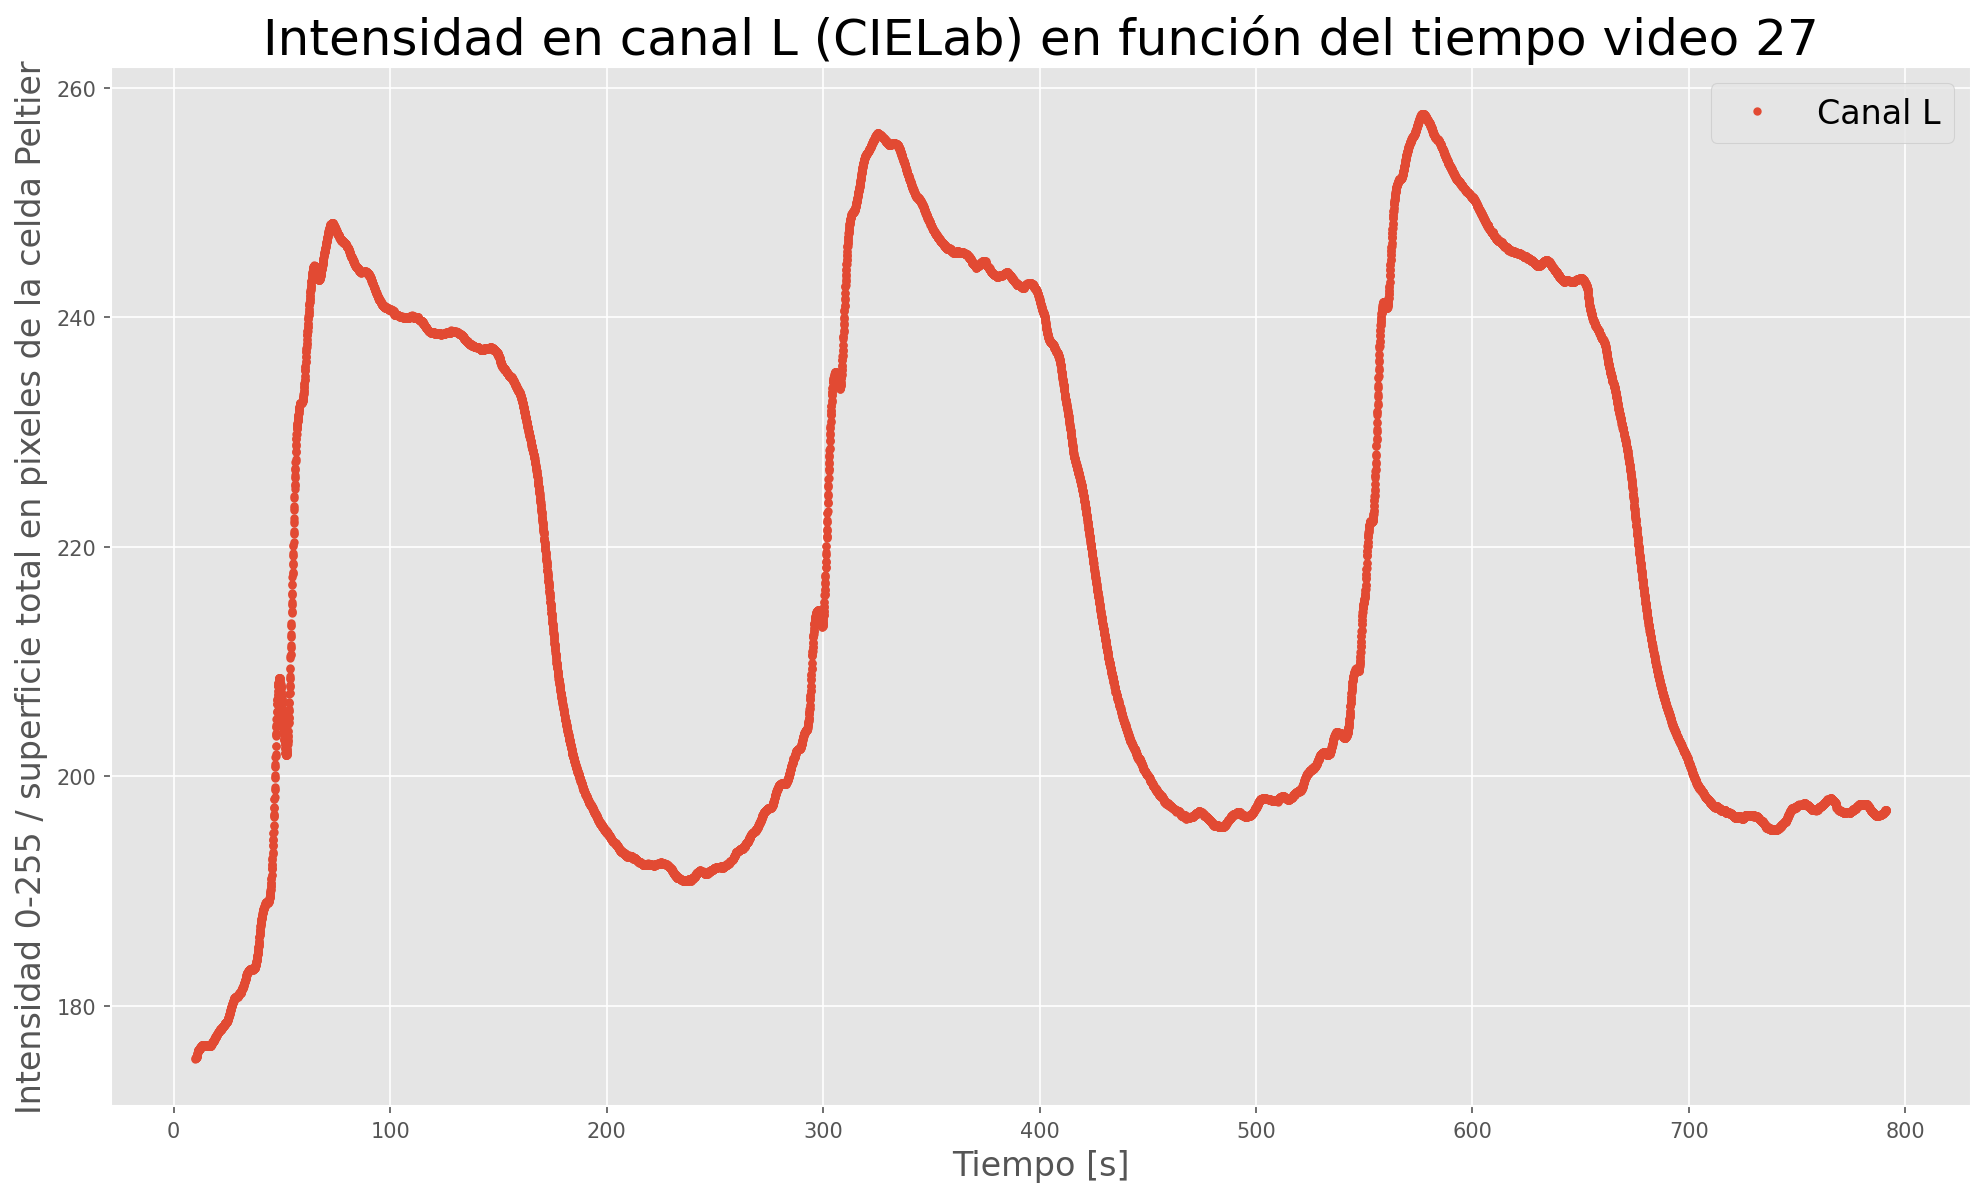 Intensidad en canal L (CIELab) en función del tiempo video 27
Intensidad 0-255 / superficie total en pixeles de la celda Peltier
260
240
220
200
180
Canal L
0 100 200 300 400 500 600 700 800
Tiempo [s]